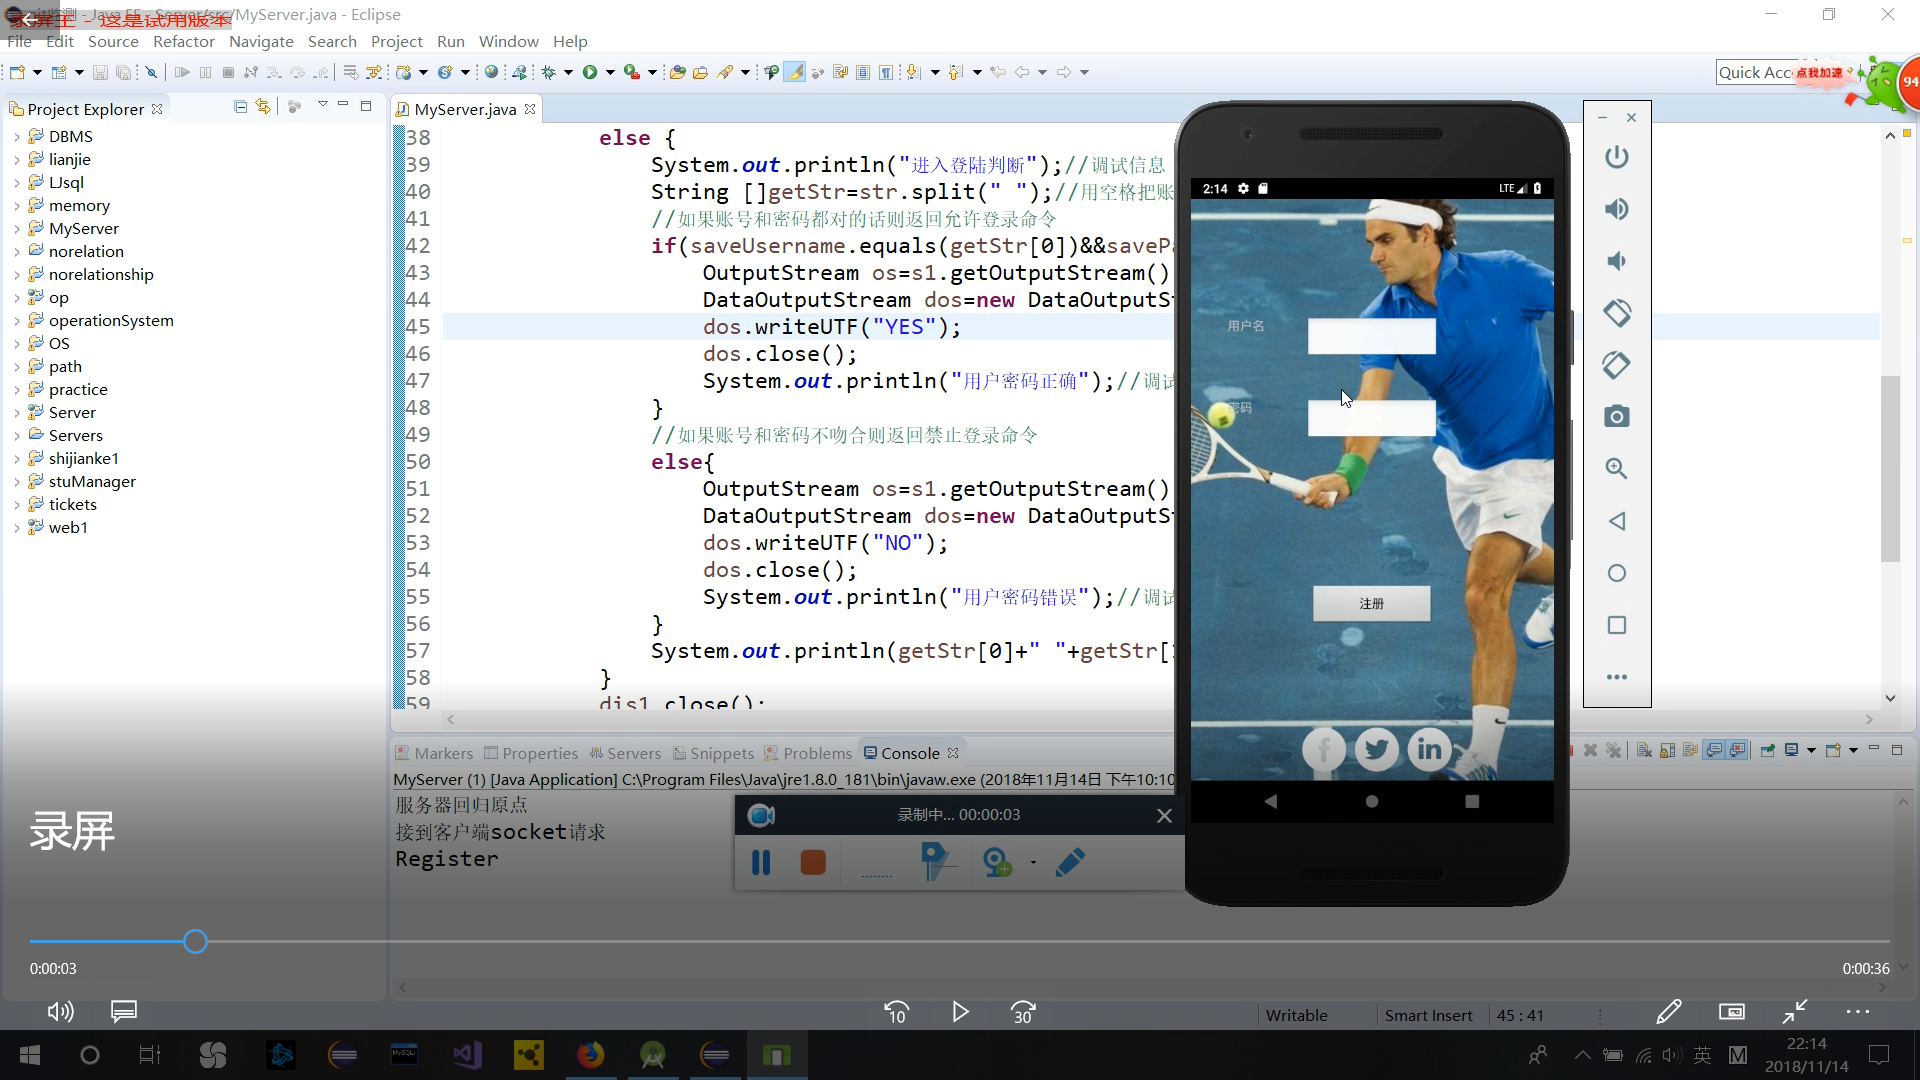 录屏王 - 这是试用版本
- Java EE - Server/src/MyServer.java - Eclipse
File Edit Source Refactor Navigate Search Project Run Window Help
Quick Acc
点我加速
94
Project Explorer
DBMS
lianjie
LJsql
memory
MyServer
norelation
norelationship
op
operationSystem
OS
path
practice
Server
Servers
shijianke1
stuManager
tickets
web1
MyServer.java
38 else {
39 System.out.println("进入登陆判断");//调试信息
40 String []getStr=str.split(" ");//用空格把账
41 //如果账号和密码都对的话则返回允许登录命令
42 if(saveUsername.equals(getStr[0])&&savePa
43 OutputStream os=s1.getOutputStream()
44 DataOutputStream dos=new DataOutputSt
45 dos.writeUTF("YES");
46 dos.close();
47 System.out.println("用户密码正确");//调试
48 }
49 //如果账号和密码不吻合则返回禁止登录命令
50 else{
51 OutputStream os=s1.getOutputStream()
52 DataOutputStream dos=new DataOutputSt
53 dos.writeUTF("NO");
54 dos.close();
55 System.out.println("用户密码错误");//调试
56 }
57 System.out.println(getStr[0]+" "+getStr[
58 }
59 dis1.close();
2:14 LTE
用户名
密码
注册
f in
Markers Properties Servers Snippets Problems Console
MyServer (1) [Java Application] C:\Program Files\Java\jre1.8.0_181\bin\javaw.exe (2018年11月14日 下午10:10
服务器回归原点
接到客户端socket请求
Register
录制中... 00:00:03
录屏
0:00:03
0:00:36
10
30
Writable Smart Insert 45 : 41
MySQL
英 M
22:14
2018/11/14